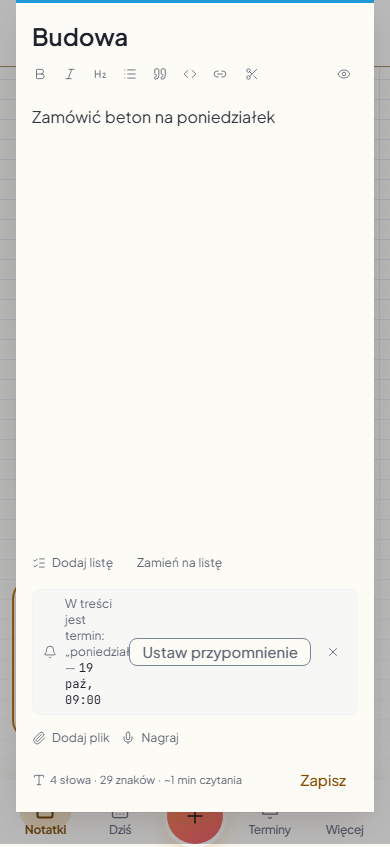 Budowa
B I H2
Zamówić beton na poniedziałek
Dodaj listę Zamień na listę
W treści
jest
termin:
— 19
paź,
09:00
Ustaw przypomnienie
Dodaj plik Nagraj
4 słowa · 29 znaków · ~1 min czytania Zapisz
Notatki Dziś Terminy Więcej